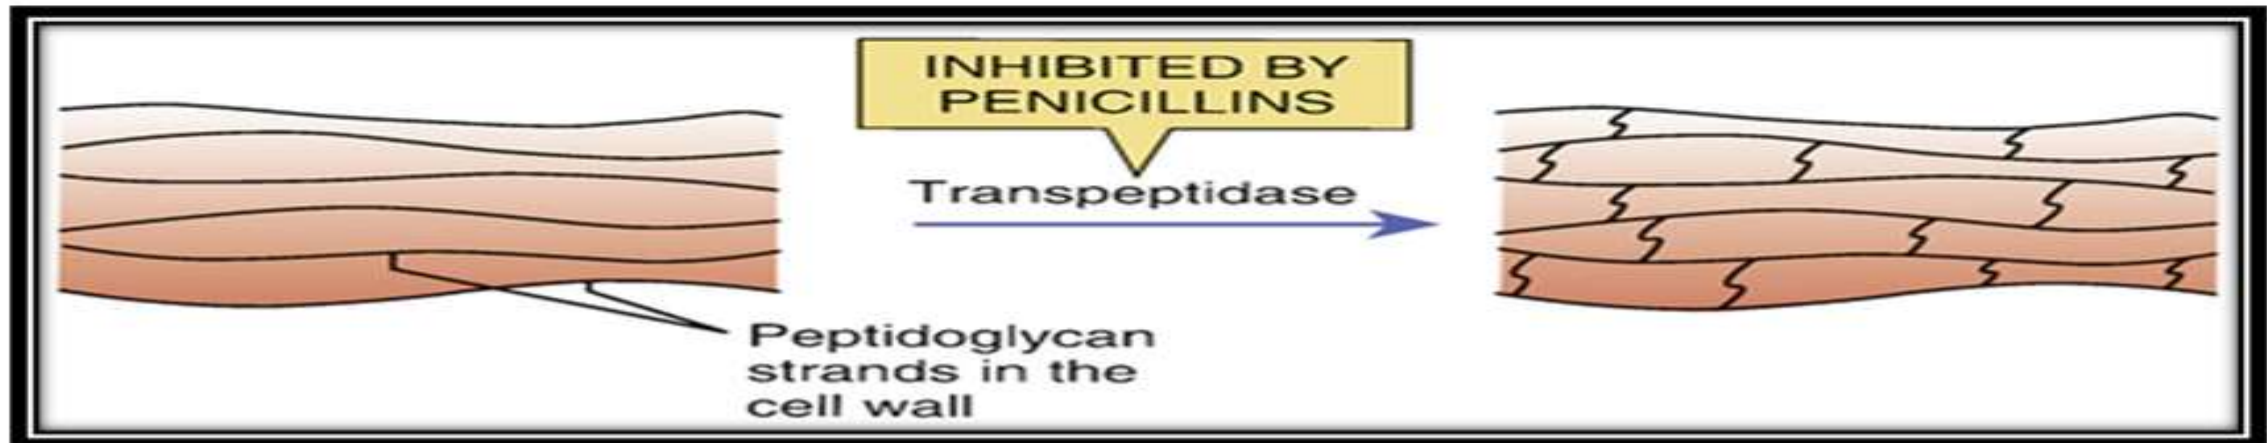 INHIBITED BY
PENICILLINS
Transpeptidase
Peptidoglycan
strands in the
cell wall